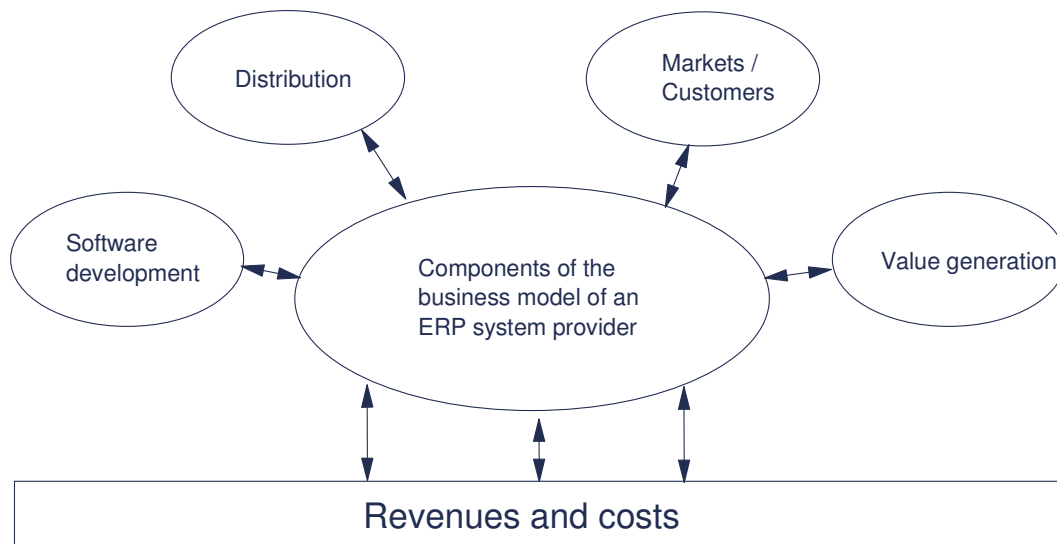 Distribution
Markets /
Customers
Software
development
Components of the
business model of an
ERP system provider
Value generation
Revenues and costs